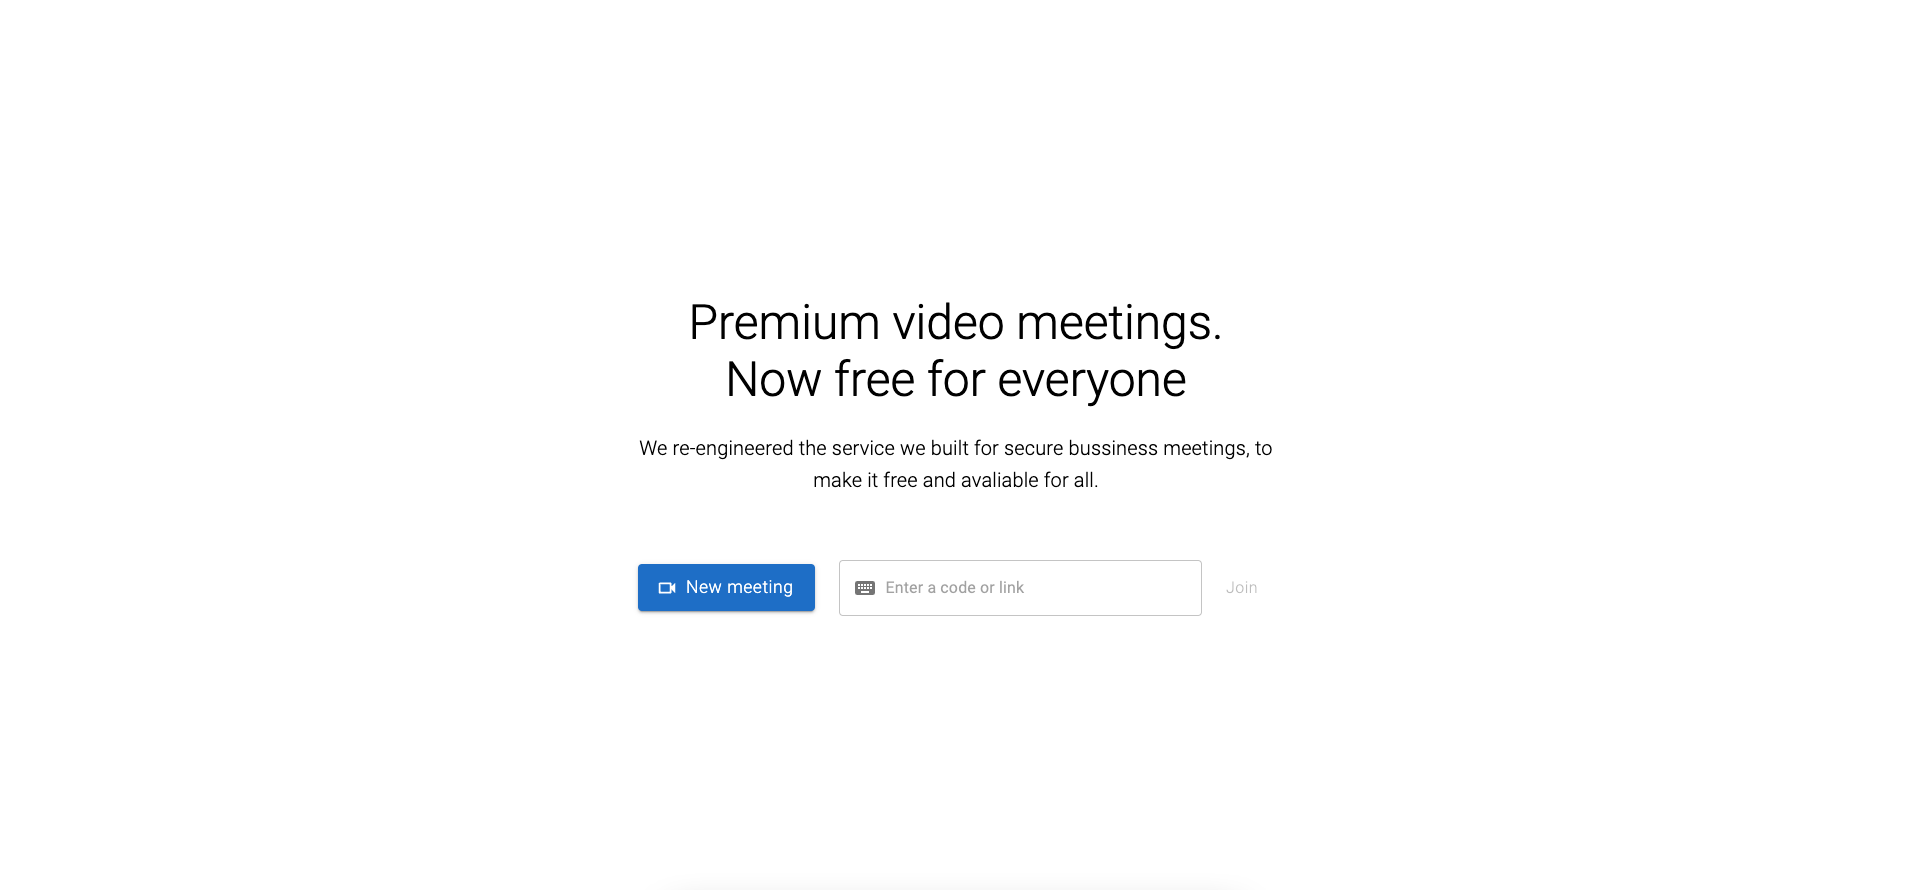 Premium video meetings.
Now free for everyone
We re-engineered the service we built for secure bussiness meetings, to
make it free and avaliable for all.
New meeting
Enter a code or link
Join